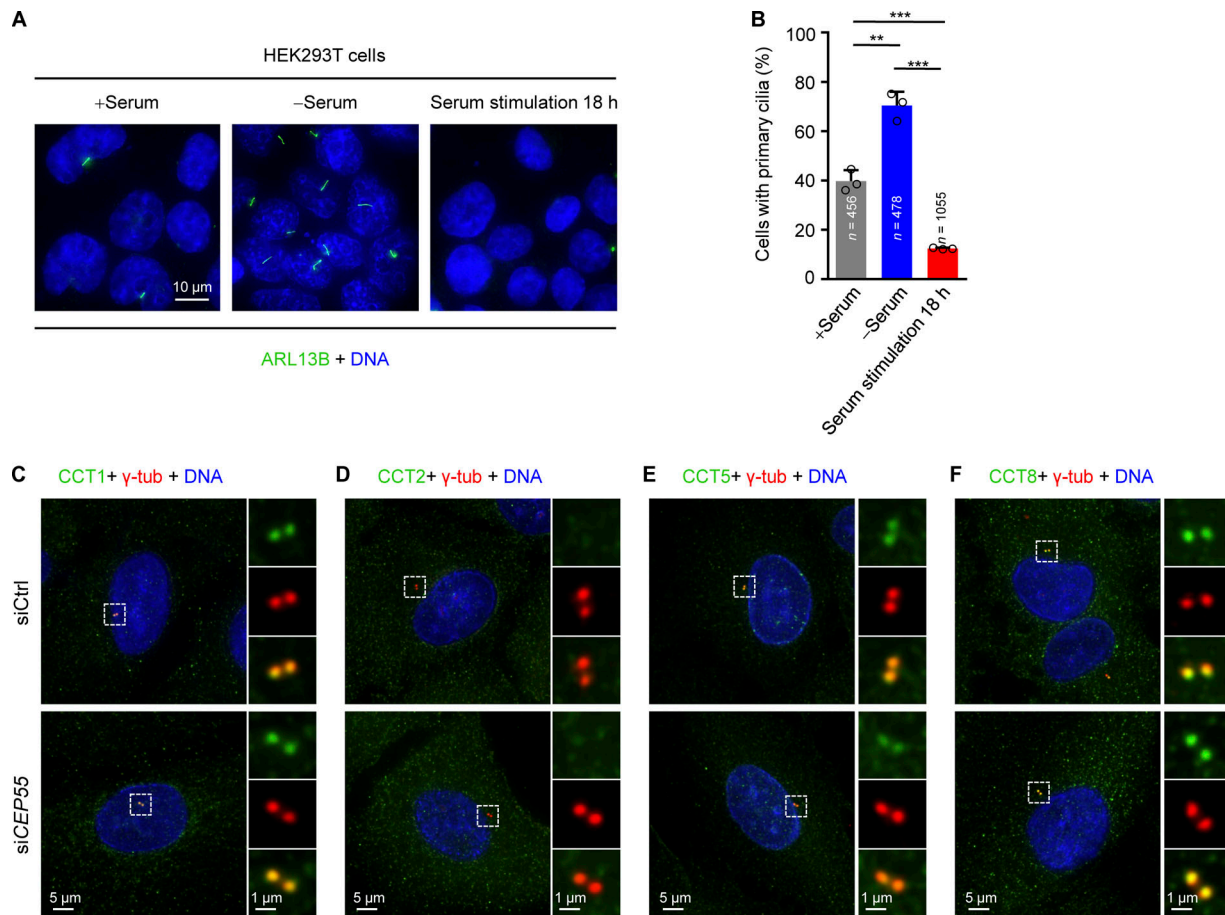 A
HEK293T cells
+Serum
−Serum
Serum stimulation 18 h
10 µm
ARL13B + DNA
B
Cells with primary cilia (%)
100
80
60
40
20
0
***
**
***
n = 456
n = 478
n = 1055
+Serum
−Serum
Serum stimulation 18 h
C
CCT1+ γ-tub + DNA
D
CCT2+ γ-tub + DNA
E
CCT5+ γ-tub + DNA
F
CCT8+ γ-tub + DNA
siCtrl
siCEP55
5 µm
1 µm
5 µm
1 µm
5 µm
1 µm
5 µm
1 µm